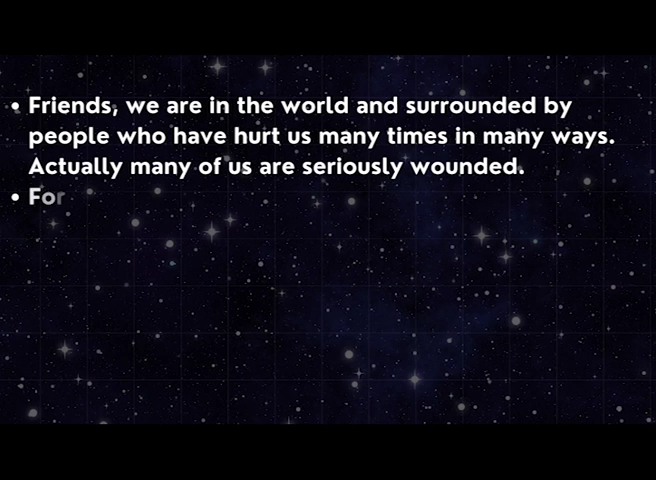 • Friends, we are in the world and surrounded by
people who have hurt us many times in many ways.
Actually many of us are seriously wounded.
• For